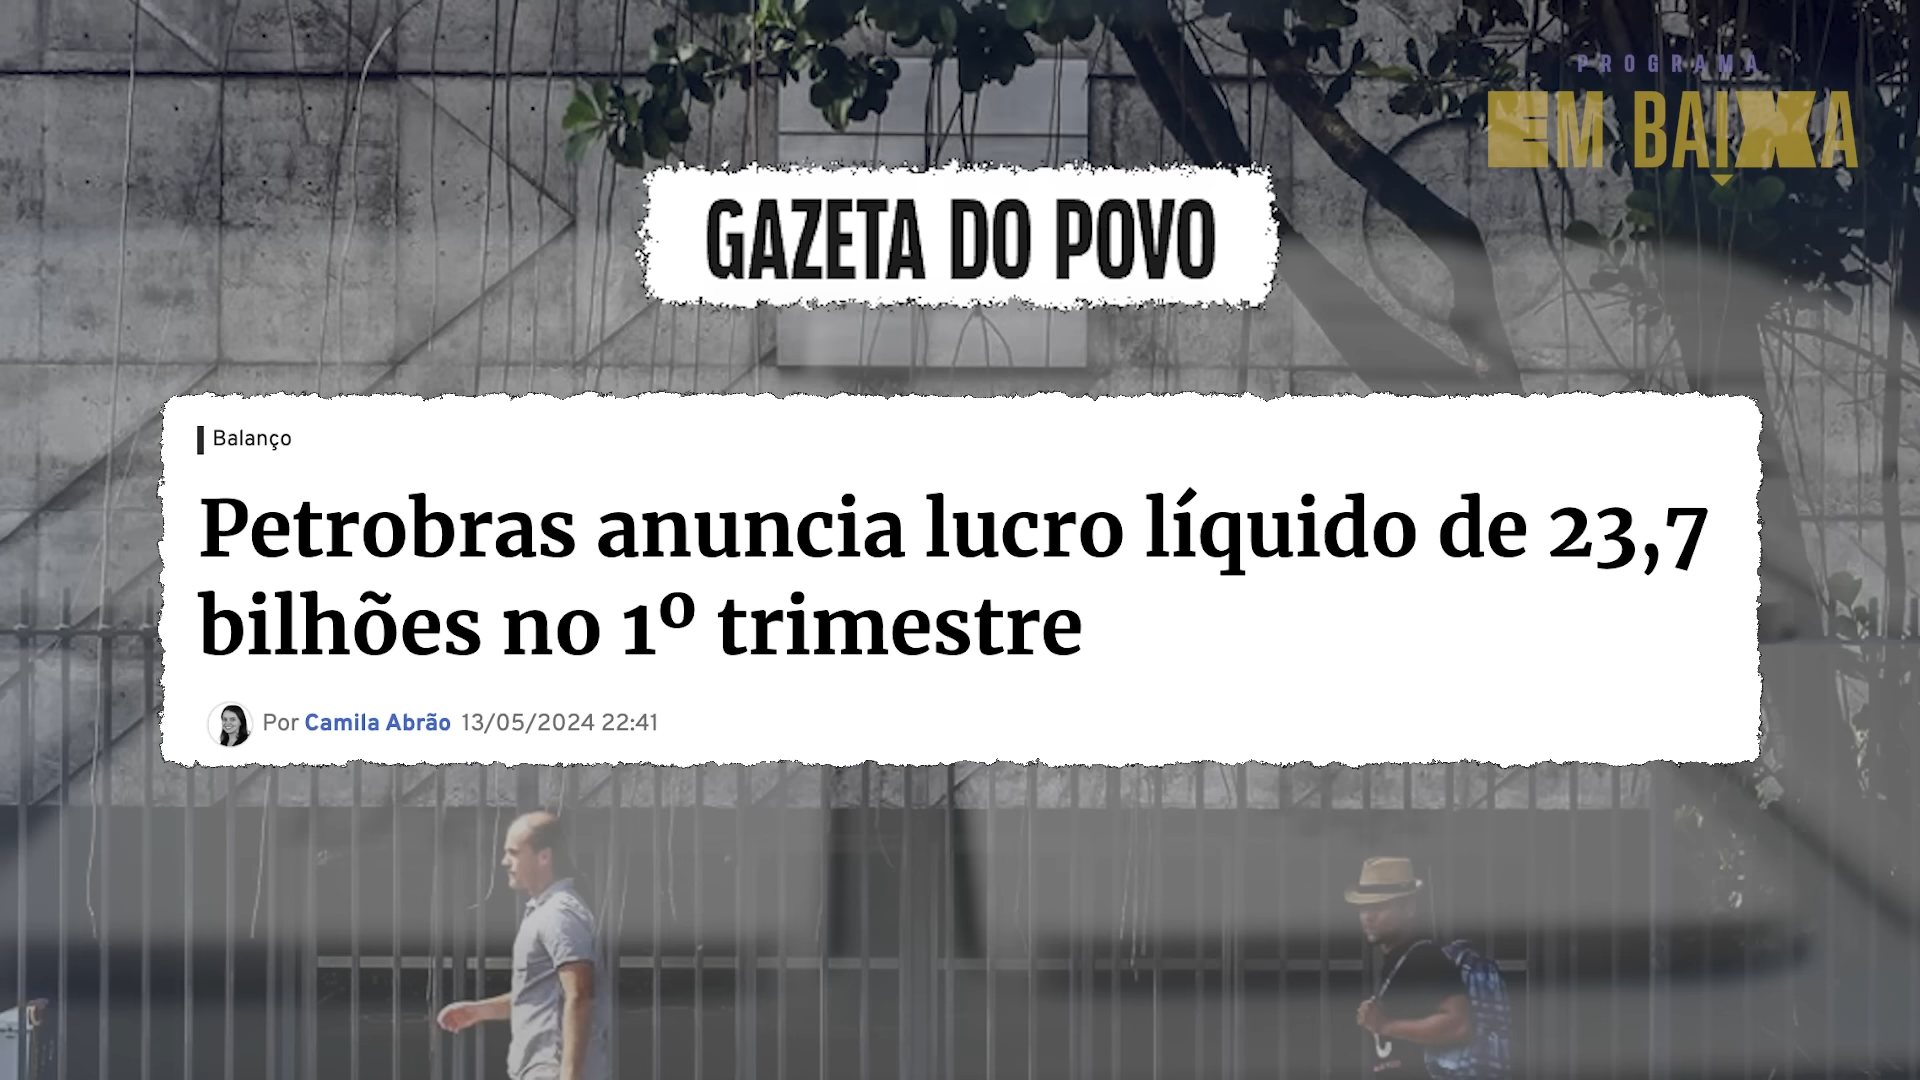 PROGRAMA
EM BAIXA
GAZETA DO POVO
Balanço
Petrobras anuncia lucro líquido de 23,7
bilhões no 1º trimestre
Por Camila Abrão 13/05/2024 22:41